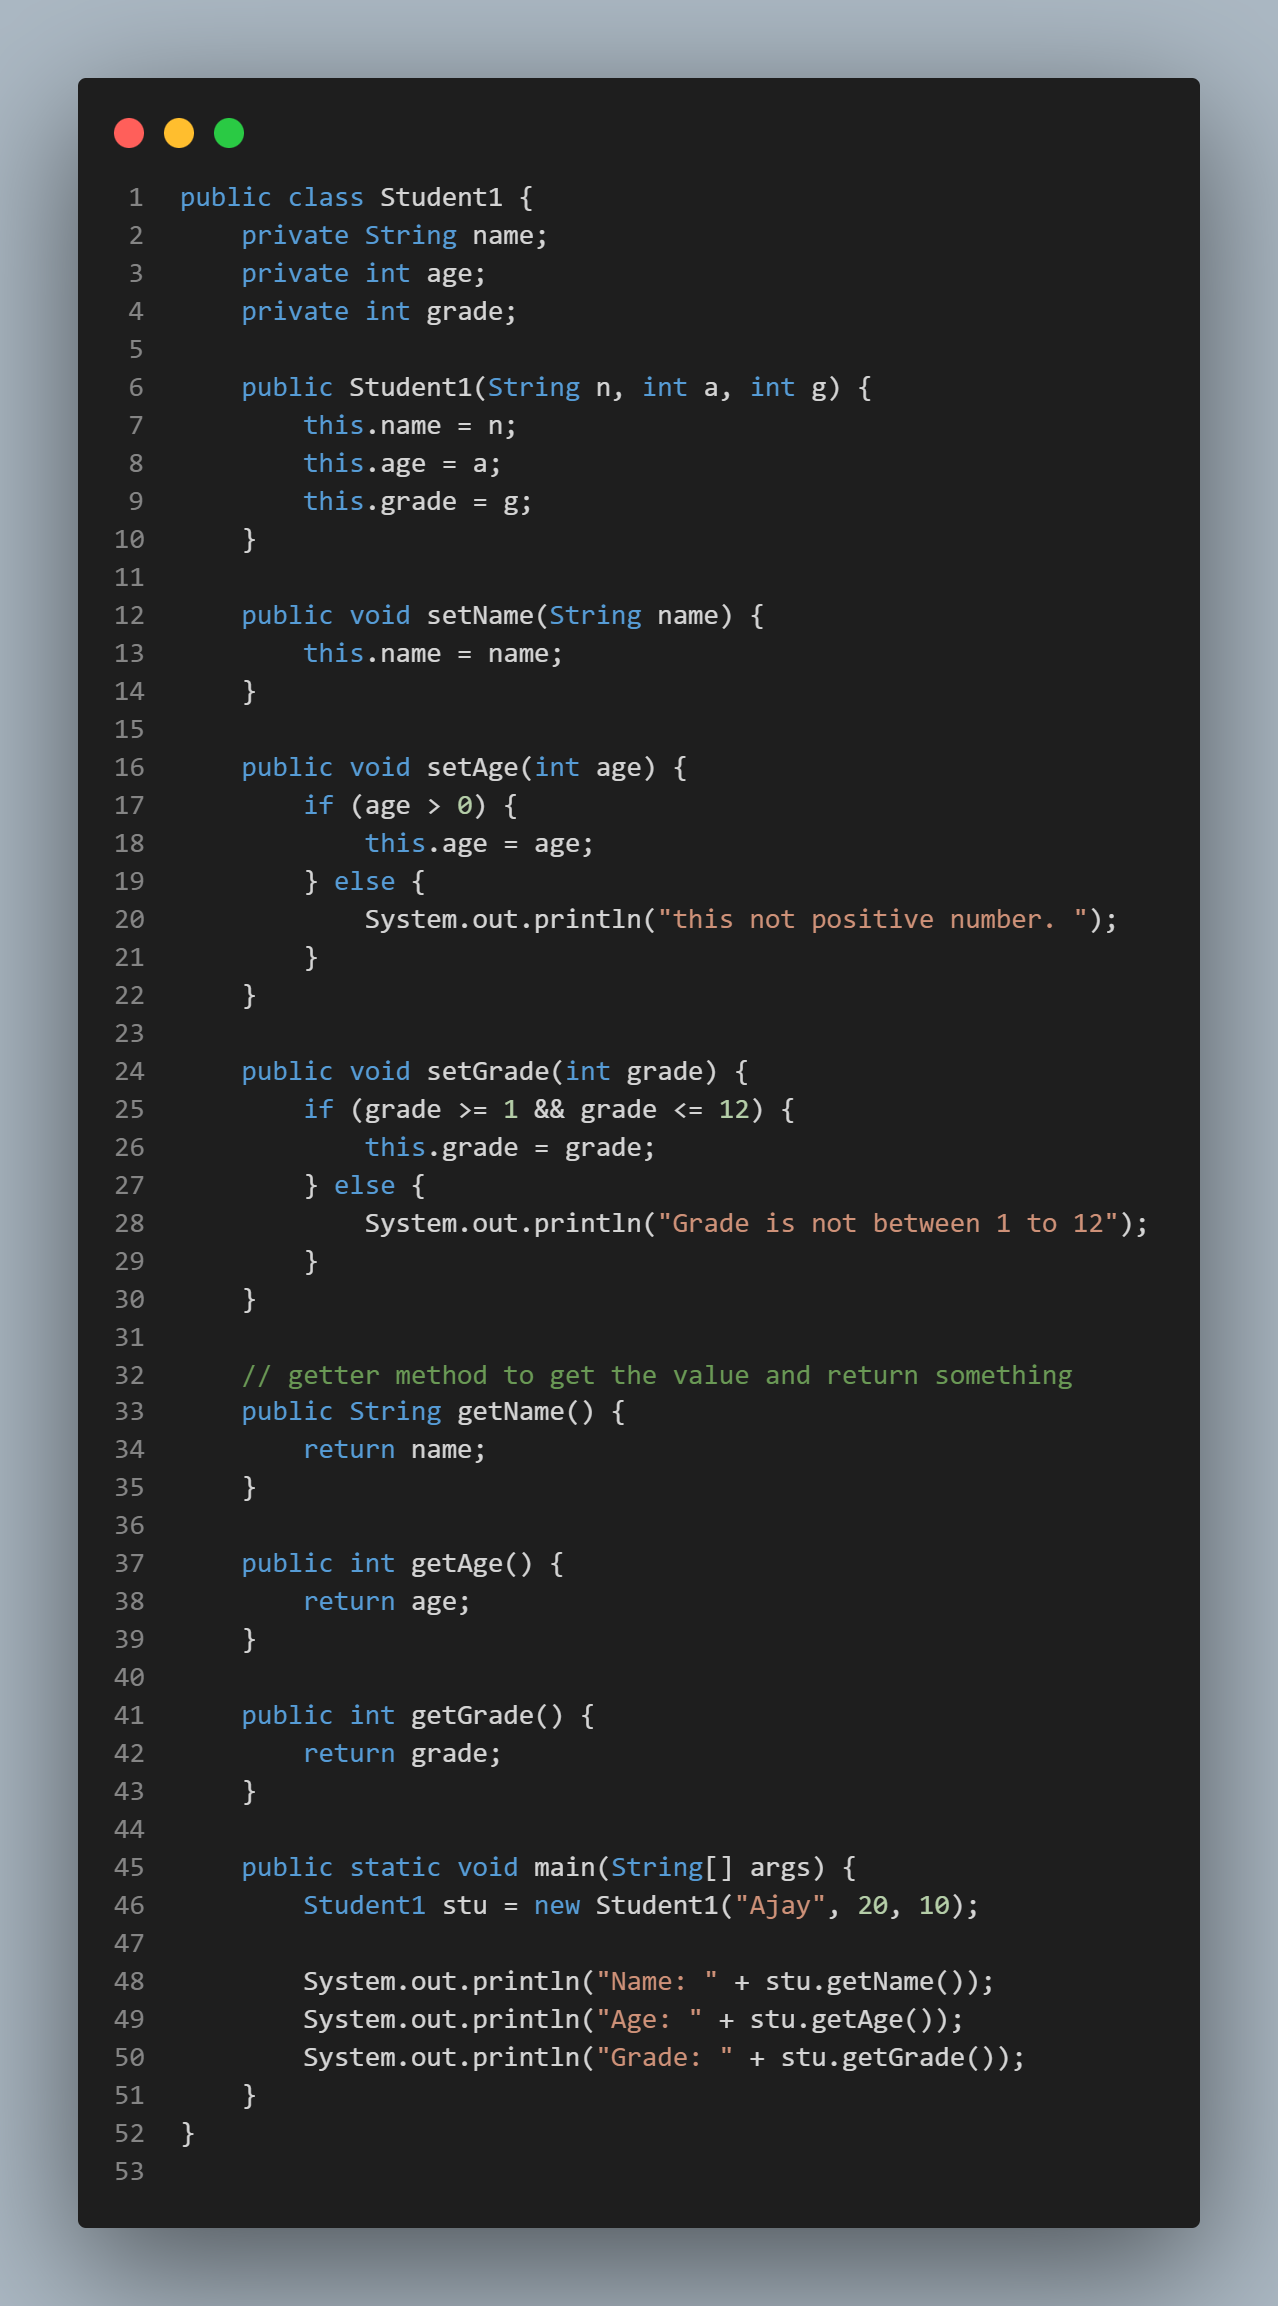 1 public class Student1 {
2     private String name;
3     private int age;
4     private int grade;
5
6     public Student1(String n, int a, int g) {
7         this.name = n;
8         this.age = a;
9         this.grade = g;
10     }
11
12     public void setName(String name) {
13         this.name = name;
14     }
15
16     public void setAge(int age) {
17         if (age > 0) {
18             this.age = age;
19         } else {
20             System.out.println("this not positive number. ");
21         }
22     }
23
24     public void setGrade(int grade) {
25         if (grade >= 1 && grade <= 12) {
26             this.grade = grade;
27         } else {
28             System.out.println("Grade is not between 1 to 12");
29         }
30     }
31
32     // getter method to get the value and return something
33     public String getName() {
34         return name;
35     }
36
37     public int getAge() {
38         return age;
39     }
40
41     public int getGrade() {
42         return grade;
43     }
44
45     public static void main(String[] args) {
46         Student1 stu = new Student1("Ajay", 20, 10);
47
48         System.out.println("Name: " + stu.getName());
49         System.out.println("Age: " + stu.getAge());
50         System.out.println("Grade: " + stu.getGrade());
51     }
52 }
53